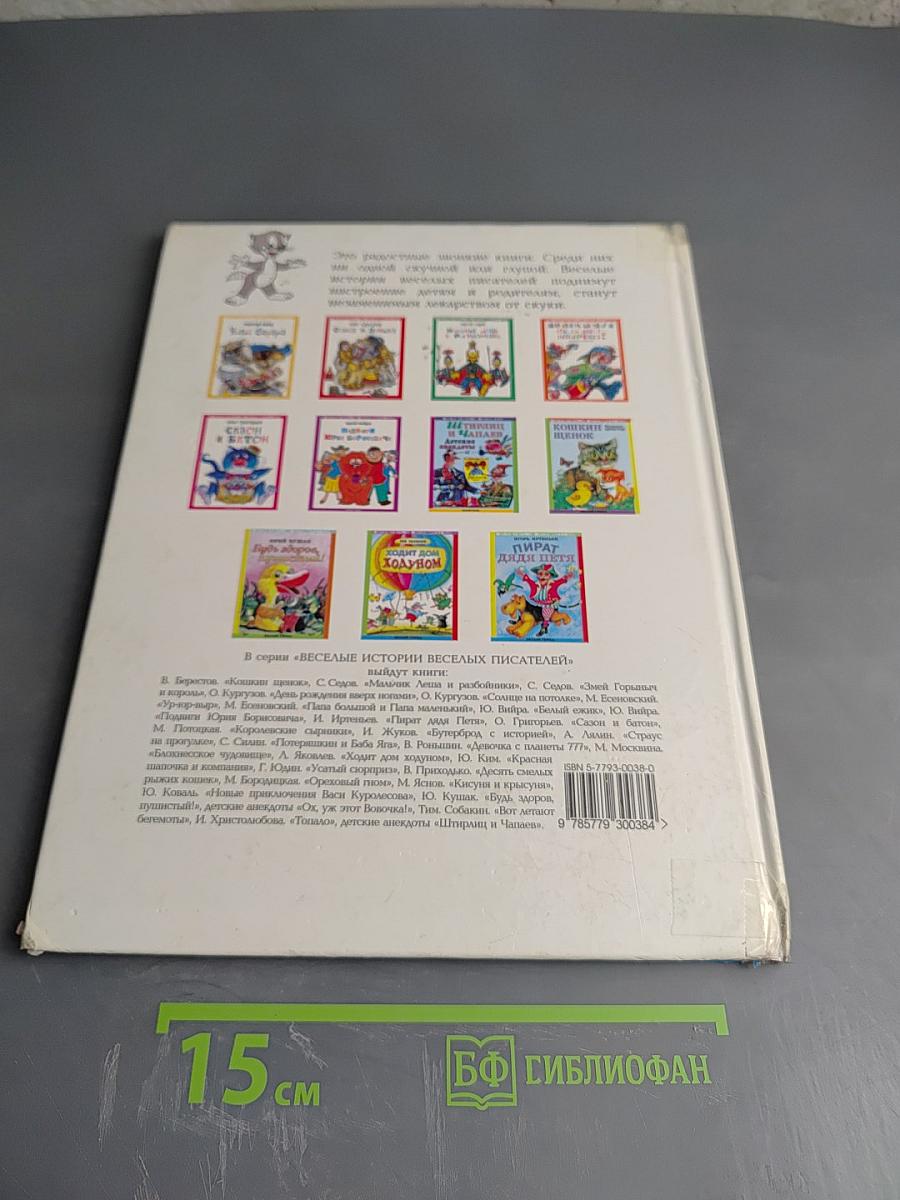 Это радостные звонкие книги. Среди них
ни одной скучной или глупой. Веселые
истории веселых писателей поднимут
настроение детям и родителям, станут
лекарством от скуки.
СЕЗОН И БАТОН
ШТИРЛИЦ И ЧАПАЕВ
Детские анекдоты
КОШКИН ЩЕНОК
ЮРИЙ КУШАК
Будь здоров, пушистый!
ХОДИТ ДОМ ХОДУНОМ
ИГОРЬ ИРТЕНЬЕВ
ПИРАТ ДЯДЯ ПЕТЯ
В серии «ВЕСЕЛЫЕ ИСТОРИИ ВЕСЕЛЫХ ПИСАТЕЛЕЙ»
выйдут книги:
В. Берестов. «Кошкин щенок», С. Седов. «Мальчик Леша и разбойники», С. Седов. «Змей Горыныч
и король», О. Кургузов. «День рождения вверх ногами», О. Кургузов. «Солнце на потолке», М. Есеновский.
«Ур-юр-выр», М. Есеновский. «Папа большой и Папа маленький», Ю. Вийра. «Белый ежик», Ю. Вийра.
«Подвиги Юрия Борисовича», И. Иртеньев. «Пират дядя Петя», О. Григорьев. «Сазон и батон»,
М. Потоцкая. «Королевские сырники», И. Жуков. «Бутерброд с историей», А. Лялин. «Страус
на прогулке», С. Силин. «Потеряшкин и Баба Яга», В. Роньшин. «Девочка с планеты ???», М. Москвина.
«Блохнесское чудовище», Л. Яковлев. «Ходит дом ходуном», Ю. Ким. «Красная
шапочка и компания», Г. Юдин. «Усатый сюрприз», В. Приходько. «Десять смелых
рыжих кошек», М. Бородицкая. «Ореховый гном», М. Яснов. «Кисуня и крысуня»,
Ю. Коваль. «Новые приключения Васи Куролесова», Ю. Кушак. «Будь здоров,
пушистый!», детские анекдоты «Ох, уж этот Вовочка!», Тим. Собакин. «Вот летают
бегемоты», И. Христолюбова. «Топало», детские анекдоты «Штирлиц и Чапаев».
ISBN 5-7793-0038-0
9 785779 300384 >
15 см
БФ БИБЛИОФАН